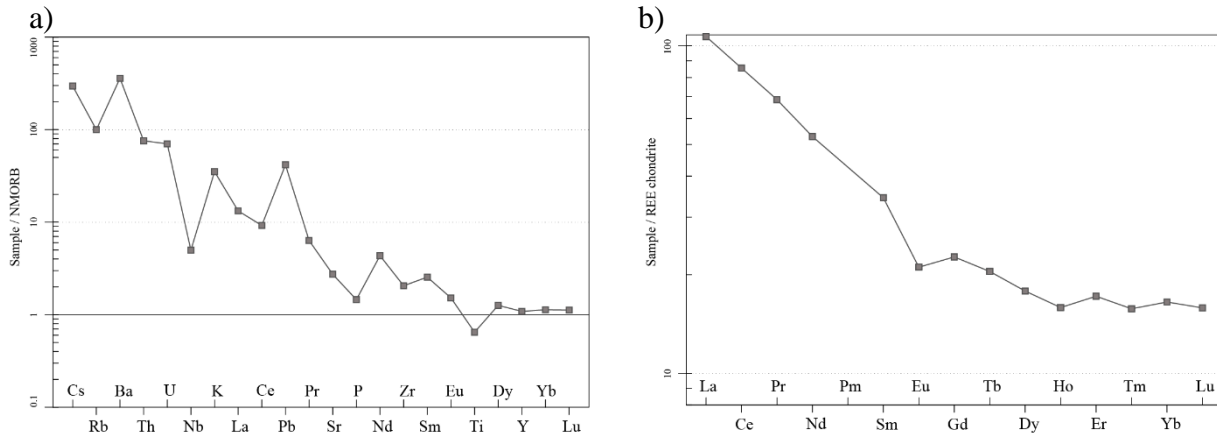 a)
1000
100
10
1
0.1
Sample / NMORB
Cs Ba U K Ce Pr P Zr Eu Dy Yb
Rb Th Nb La Pb Sr Nd Sm Ti Y Lu
b)
100
10
Sample / REE chondrite
La Pr Pm Eu Tb Ho Tm Lu
Ce Nd Sm Gd Dy Er Yb